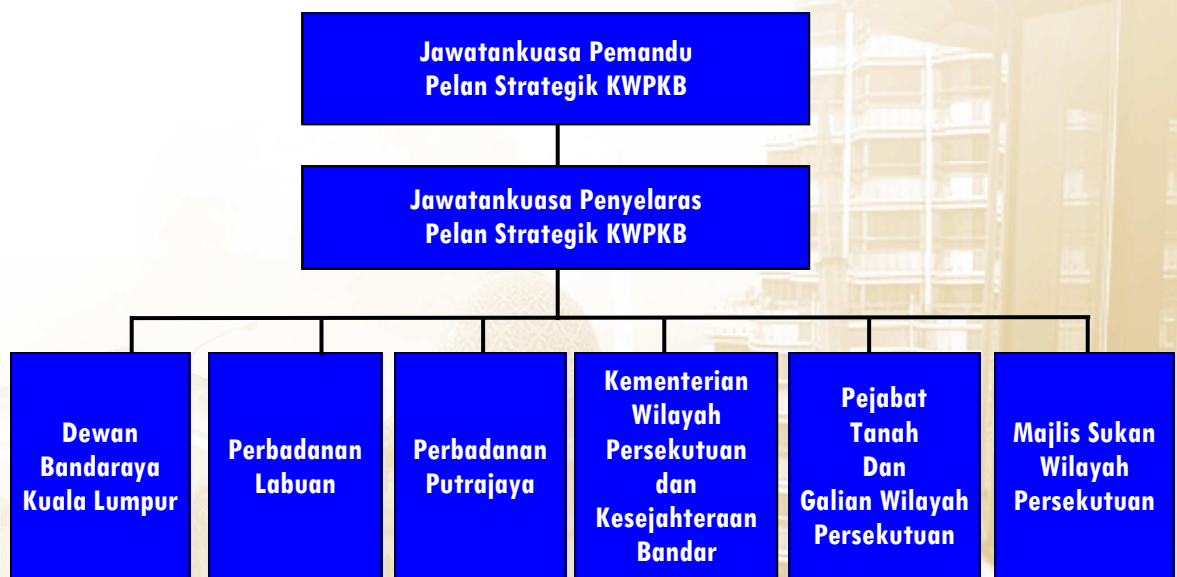 Jawatankuasa Pemandu
Pelan Strategik KWPKB
Jawatankuasa Penyelaras
Pelan Strategik KWPKB
Dewan
Bandaraya
Kuala Lumpur
Perbadanan
Labuan
Perbadanan
Putrajaya
Kementerian
Wilayah
Persekutuan
dan
Kesejahteraan
Bandar
Pejabat
Tanah
Dan
Galian Wilayah
Persekutuan
Majlis Sukan
Wilayah
Persekutuan